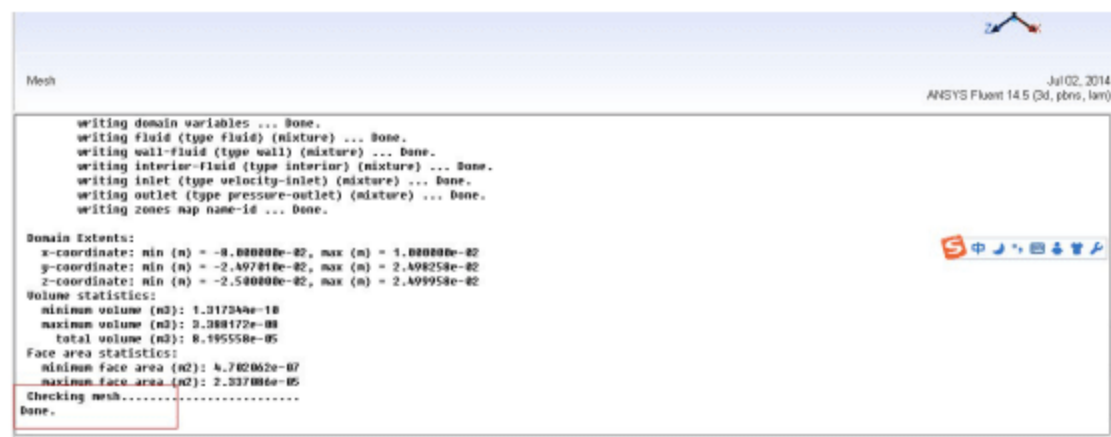 Z X
Mesh
Jul 02, 2014
ANSYS Fluent 14.5 (3d, pbns, lam)
writing domain variables ... Done.
writing fluid (type fluid) (mixture) ... Done.
writing wall-fluid (type wall) (mixture) ... Done.
writing interior-fluid (type interior) (mixture) ... Done.
writing inlet (type velocity-inlet) (mixture) ... Done.
writing outlet (type pressure-outlet) (mixture) ... Done.
writing zones map name-id ... Done.
Domain Extents:
x-coordinate: min (m) = -8.000000e-02, max (m) = 1.000000e-02
y-coordinate: min (m) = -2.497010e-02, max (m) = 2.498258e-02
z-coordinate: min (m) = -2.500000e-02, max (m) = 2.499958e-02
Volume statistics:
minimum volume (m3): 1.317344e-10
maximum volume (m3): 3.388172e-08
total volume (m3): 8.195558e-05
Face area statistics:
minimum face area (m2): 4.702062e-07
maximum face area (m2): 2.337086e-05
Checking mesh.........................
Done.
S 中